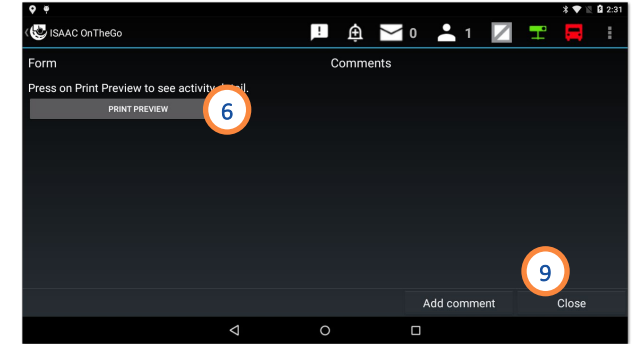 2:31
ISAAC OnTheGo 0 1
Form Comments
Press on Print Preview to see activity detail.
PRINT PREVIEW
6
9
Add comment Close